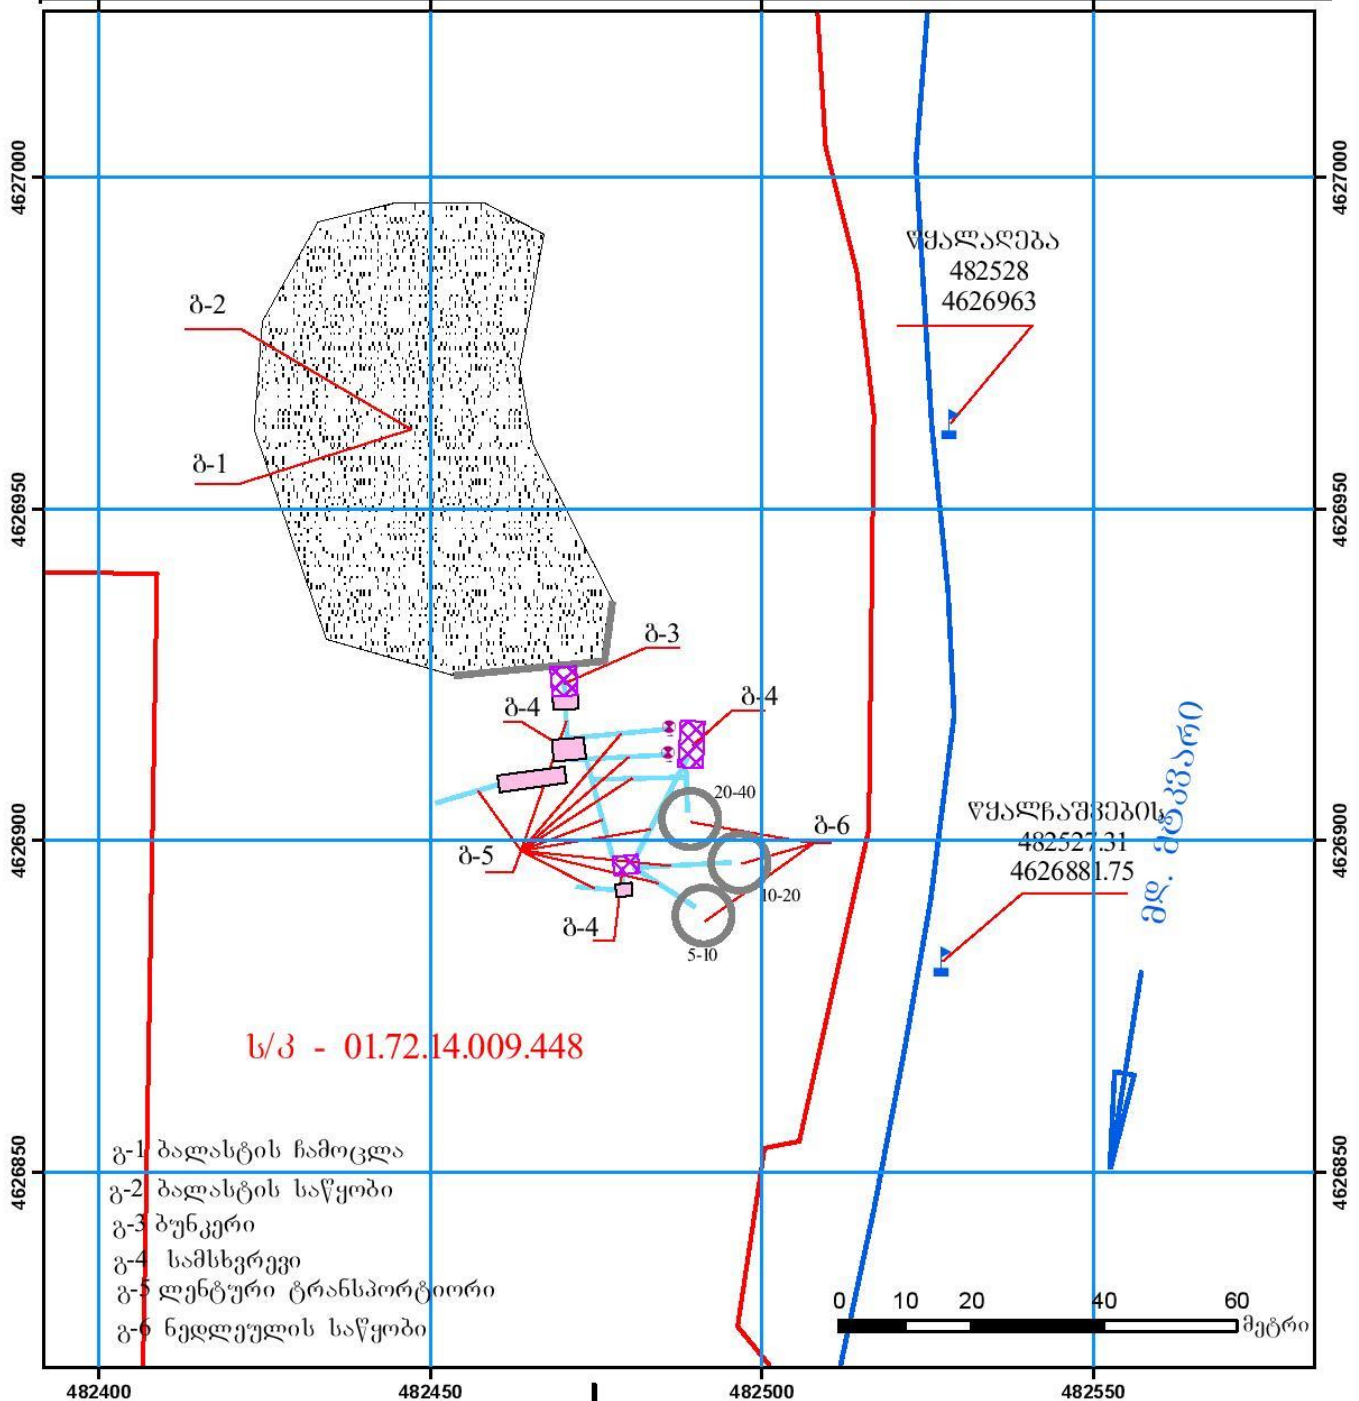 4627000
4627000
წყალაღება
482528
4626963
გ-2
გ-1
4626950
4626950
გ-3
გ-4
გ-4
მდ. მტკვარი
20-40
წყალჩაშვების
482527.31
4626881.75
გ-6
4626900
4626900
გ-5
10-20
გ-4
5-10
ს/კ - 01.72.14.009.448
გ-1 ბალასტის ჩამოცლა
გ-2 ბალასტის საწყობი
გ-3 ბუნკერი
გ-4 სამსხვრევი
გ-5 ლენტური ტრანსპორტიორი
გ-6 ნედლეულის საწყობი
4626850
4626850
0 10 20 40 60
მეტრი
482400 482450 482500 482550